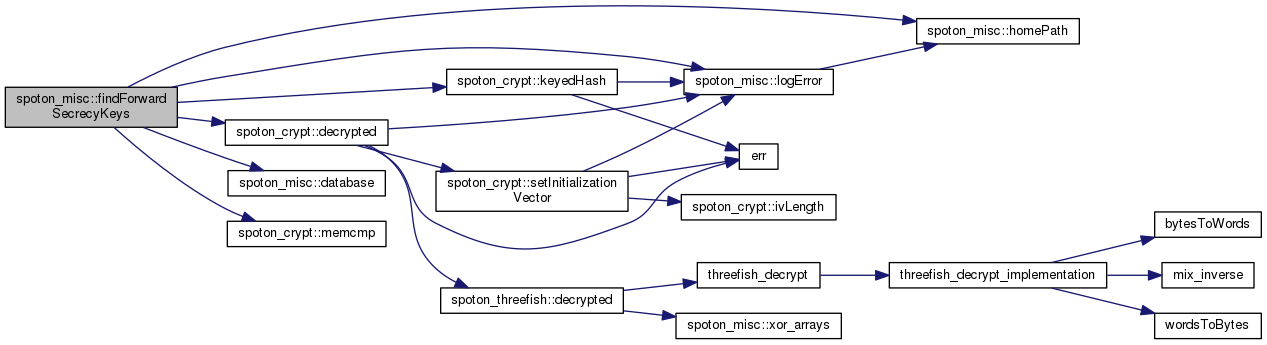 spoton_misc::findForward
SecrecyKeys
spoton_misc::homePath
spoton_misc::logError
spoton_crypt::keyedHash
spoton_crypt::decrypted
err
spoton_misc::database
spoton_crypt::setInitialization
Vector
spoton_crypt::ivLength
spoton_crypt::memcmp
bytesToWords
threefish_decrypt
threefish_decrypt_implementation
mix_inverse
spoton_threefish::decrypted
spoton_misc::xor_arrays
wordsToBytes